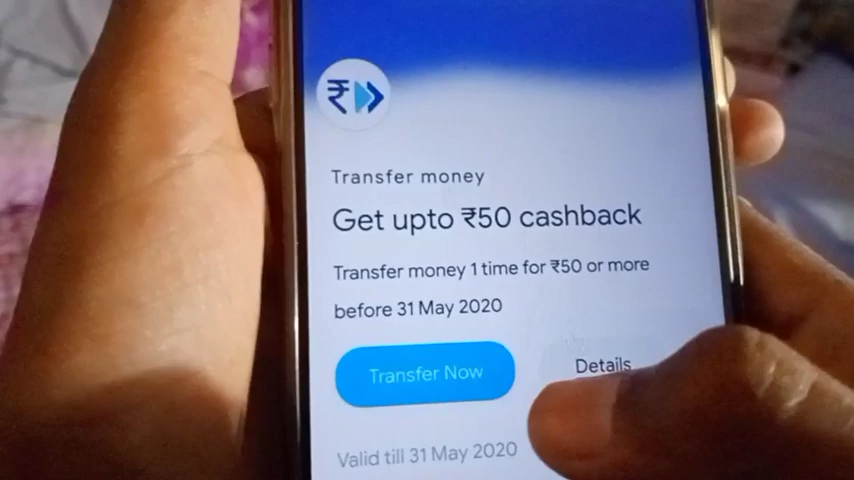 ₹
Transfer money
Get upto ₹50 cashback
Transfer money 1 time for ₹50 or more
before 31 May 2020
Transfer Now
Details
Valid till 31 May 2020